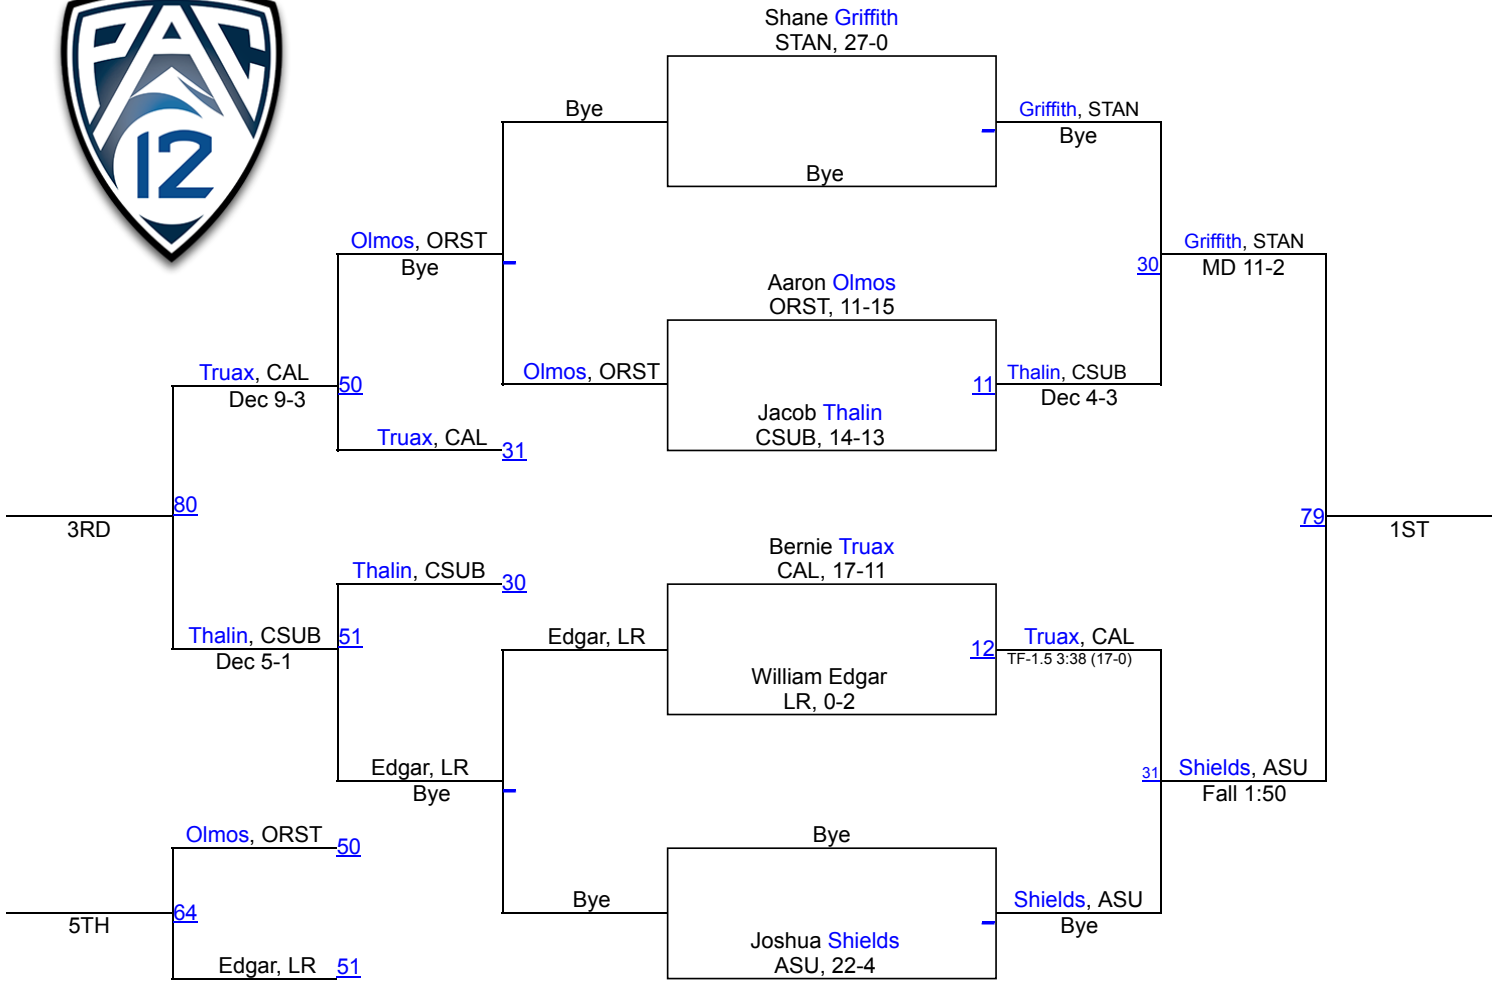 PAC
12
Shane Griffith
STAN, 27-0
Bye
Griffith, STAN
Bye
Bye
Olmos, ORST
Bye
Griffith, STAN
30
MD 11-2
Aaron Olmos
ORST, 11-15
Truax, CAL
Dec 9-3
50
Olmos, ORST
11
Thalin, CSUB
Dec 4-3
Jacob Thalin
CSUB, 14-13
Truax, CAL
31
80
3RD
79
1ST
Bernie Truax
CAL, 17-11
Thalin, CSUB
30
Thalin, CSUB
51
Dec 5-1
Edgar, LR
12
Truax, CAL
TF-1.5 3:38 (17-0)
William Edgar
LR, 0-2
Edgar, LR
Bye
31
Shields, ASU
Fall 1:50
Olmos, ORST
50
Bye
Bye
Shields, ASU
Bye
64
5TH
Joshua Shields
ASU, 22-4
Edgar, LR
51